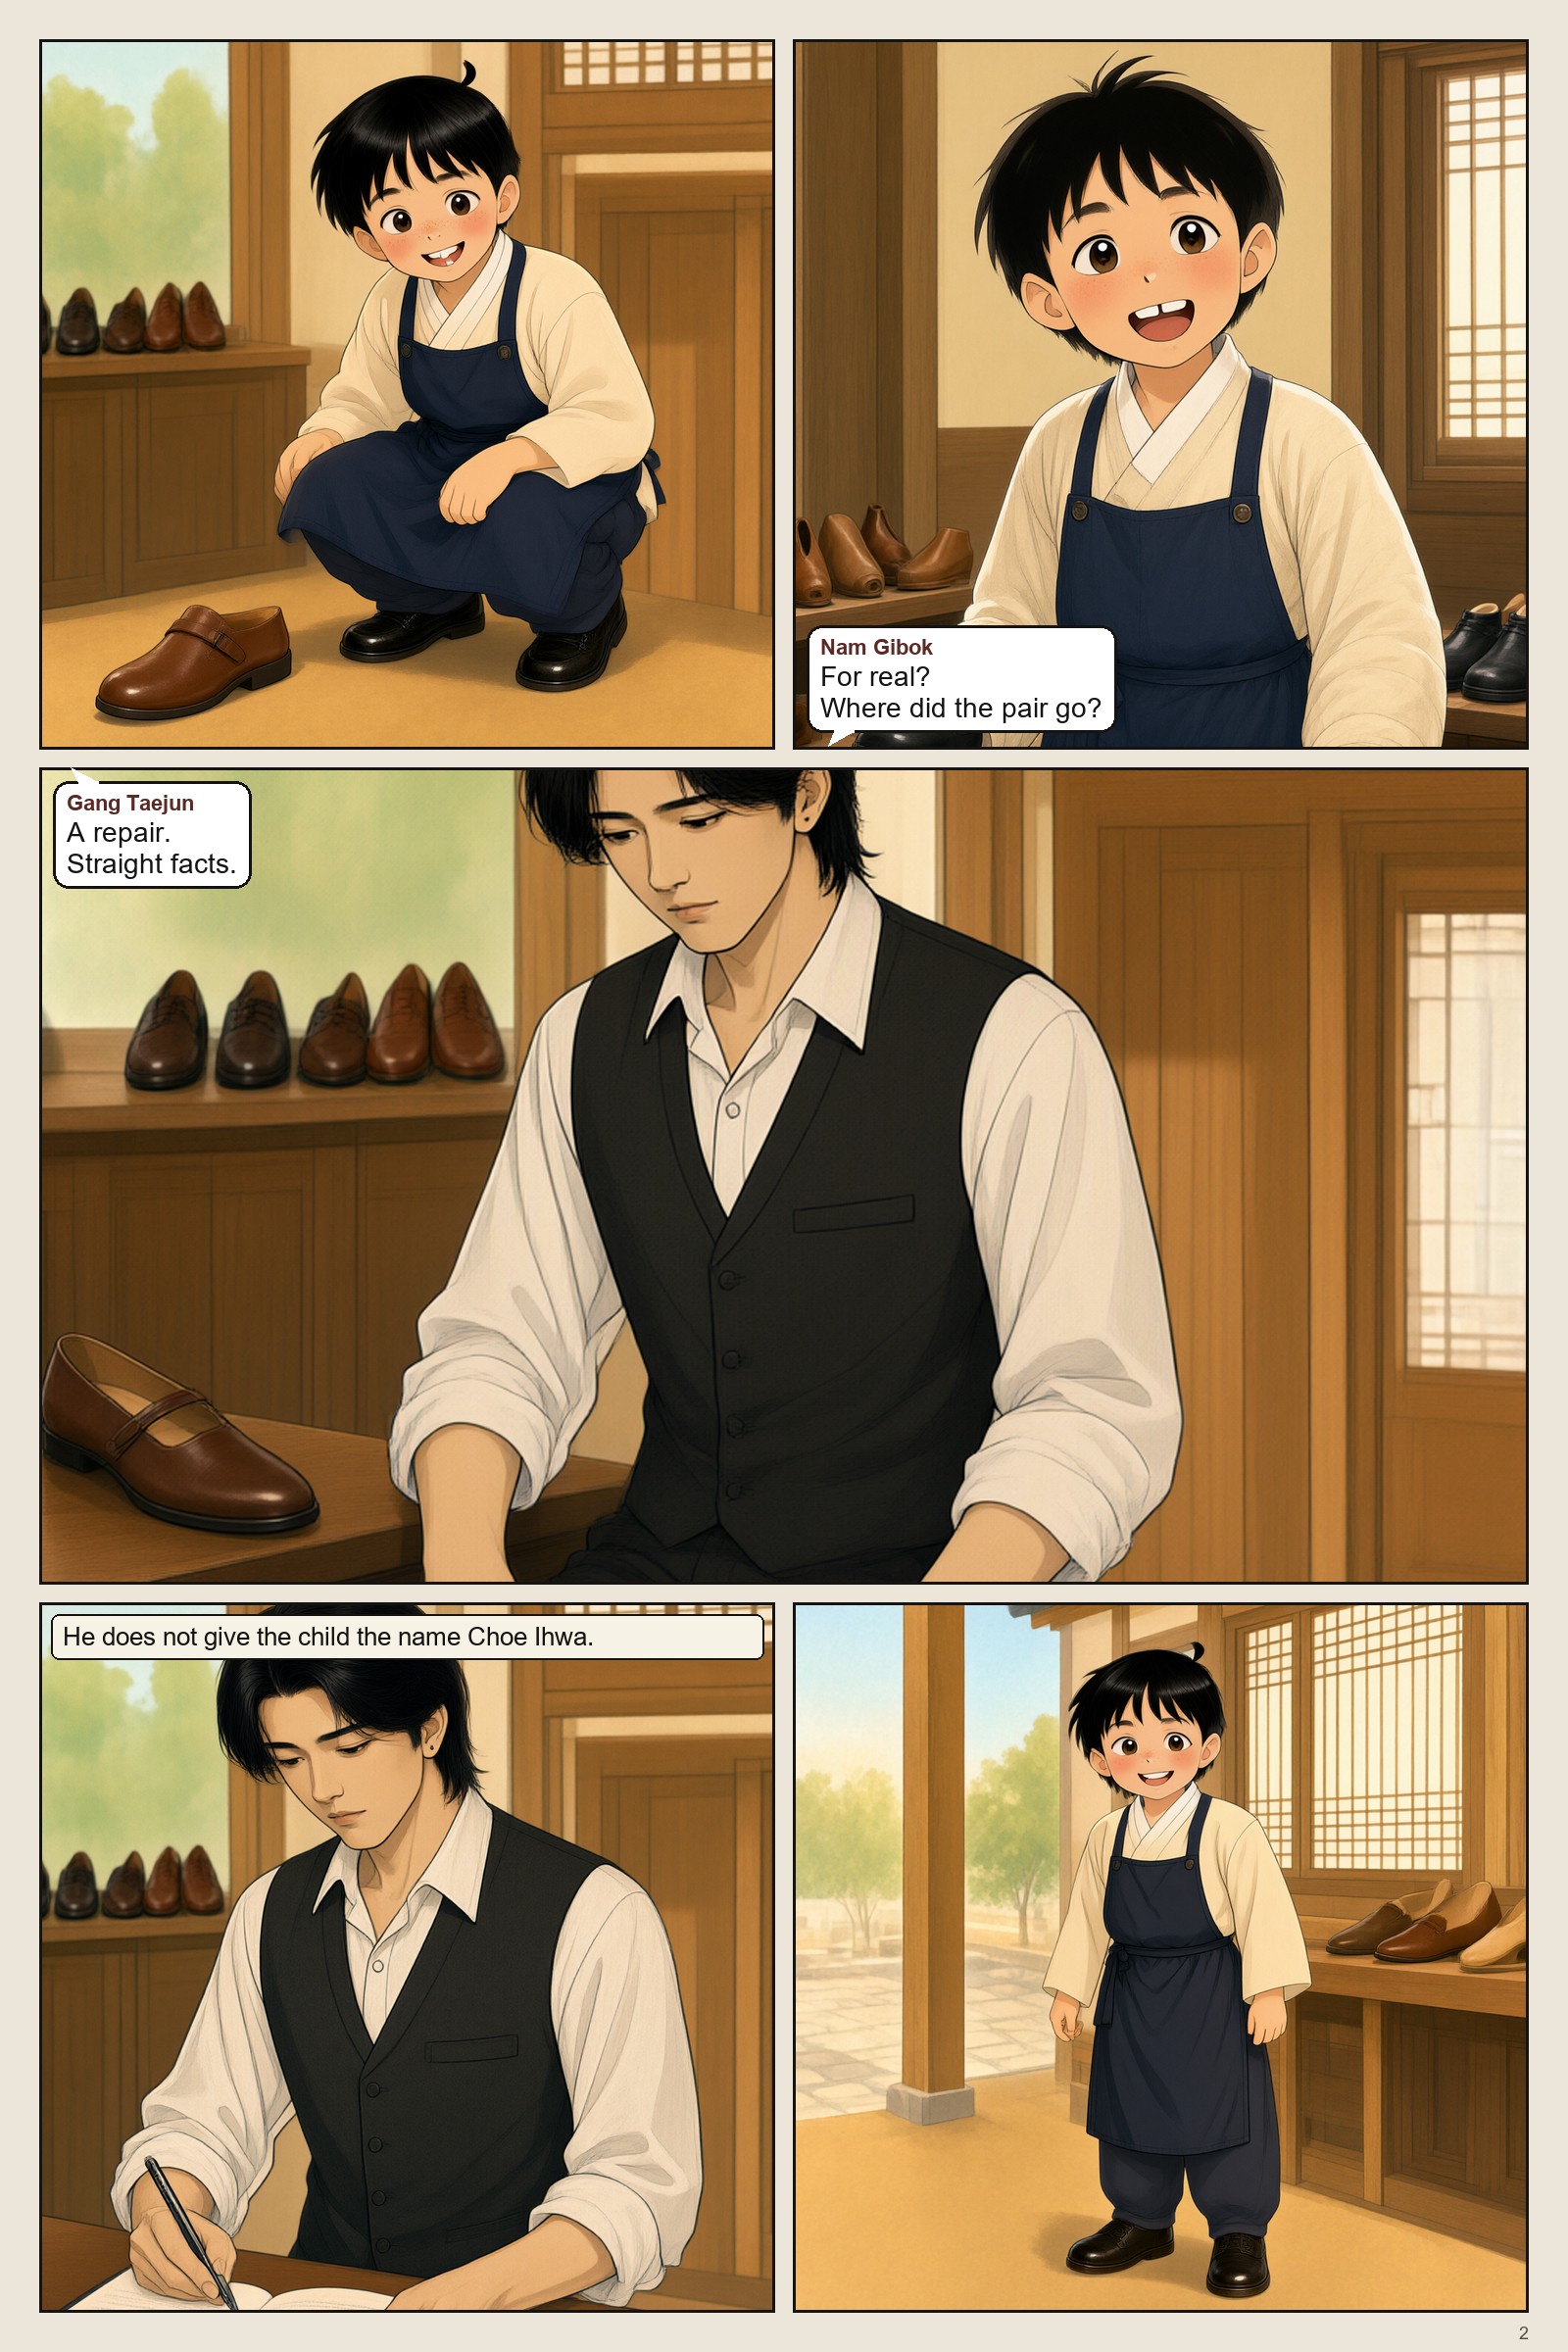 Nam Gibok
For real?
Where did the pair go?
Gang Taejun
A repair.
Straight facts.
He does not give the child the name Choe Ihwa.
2